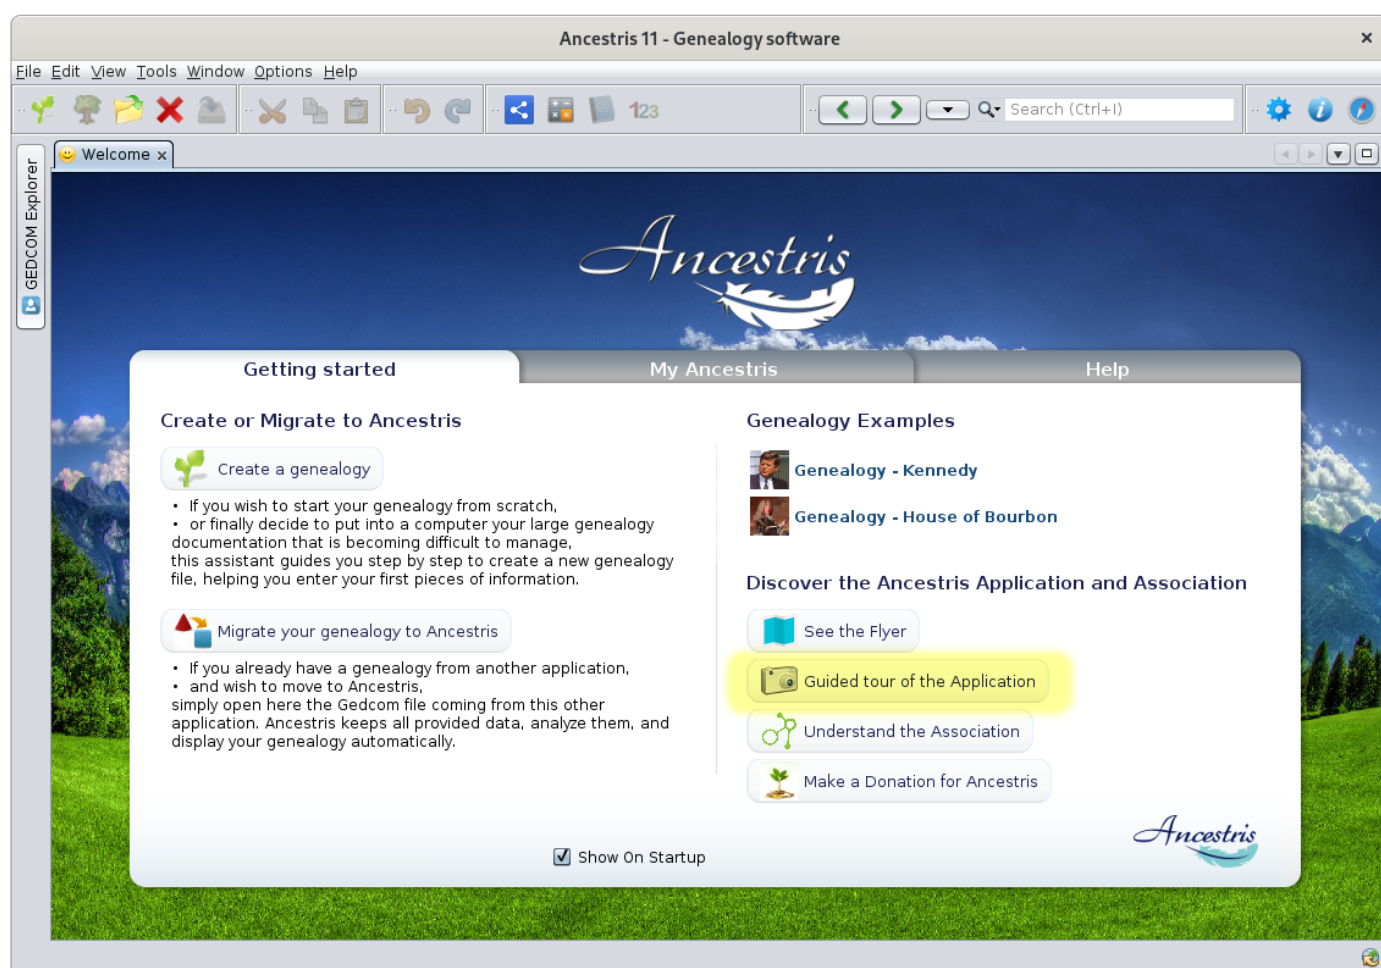 Ancestris 11 - Genealogy software
File Edit View Tools Window Options Help
123
Search (Ctrl+I)
Welcome
GEDCOM Explorer
Ancestris
Getting started
My Ancestris
Help
Create or Migrate to Ancestris
Create a genealogy
• If you wish to start your genealogy from scratch,
• or finally decide to put into a computer your large genealogy
documentation that is becoming difficult to manage,
this assistant guides you step by step to create a new genealogy
file, helping you enter your first pieces of information.
Migrate your genealogy to Ancestris
• If you already have a genealogy from another application,
• and wish to move to Ancestris,
simply open here the Gedcom file coming from this other
application. Ancestris keeps all provided data, analyze them, and
display your genealogy automatically.
Genealogy Examples
Genealogy - Kennedy
Genealogy - House of Bourbon
Discover the Ancestris Application and Association
See the Flyer
Guided tour of the Application
Understand the Association
Make a Donation for Ancestris
Ancestris
Show On Startup